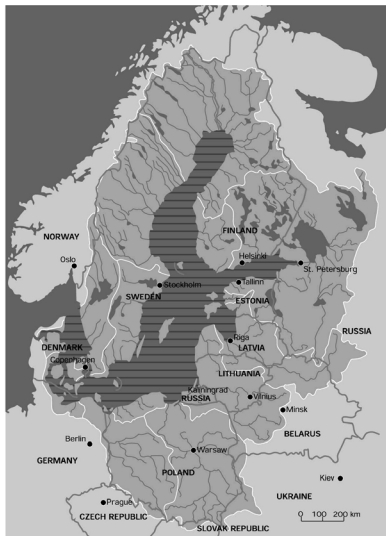 FINLAND
NORWAY
Helsinki
Oslo
St. Petersburg
Tallinn
Stockholm
SWEDEN
ESTONIA
RUSSIA
Riga
DENMARK
LATVIA
Copenhagen
LITHUANIA
Kaliningrad
RUSSIA
Vilnius
Minsk
BELARUS
Berlin
Warsaw
GERMANY
POLAND
Kiev
UKRAINE
Prague
CZECH REPUBLIC
SLOVAK REPUBLIC
0 100 200 km